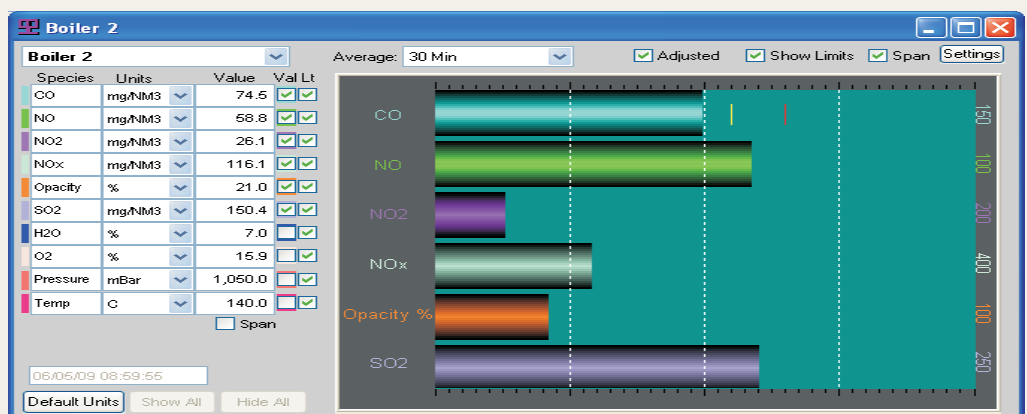 Boiler 2
Boiler 2 Average: 30 Min Adjusted Show Limits Span Settings
Species Units Value Val Lt
CO mg/NM3 74.5
NO mg/NM3 58.8
NO2 mg/NM3 26.1
NOx mg/NM3 116.1
Opacity % 21.0
SO2 mg/NM3 150.4
H2O % 7.0
O2 % 15.9
Pressure mBar 1,050.0
Temp C 140.0
Span
06/05/09 08:59:55
Default Units Show All Hide All
CO 150
NO 100
NO2 200
NOx 400
Opacity % 100
SO2 250